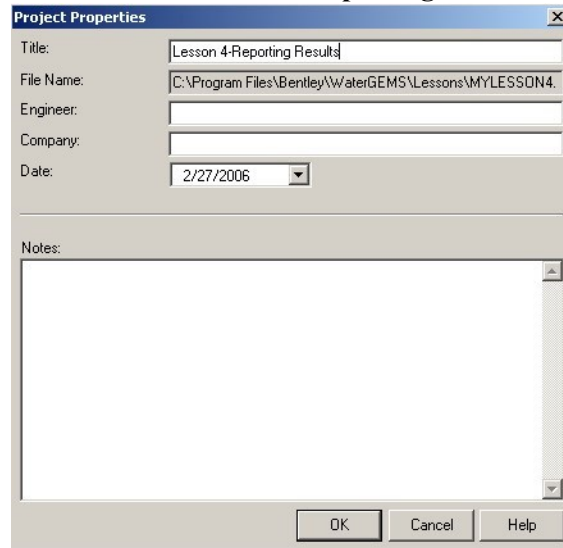 Project Properties
Title: Lesson 4-Reporting Results
File Name: C:\Program Files\Bentley\WaterGEMS\Lessons\MYLESSON4.
Engineer:
Company:
Date: 2/27/2006
Notes:
OK Cancel Help